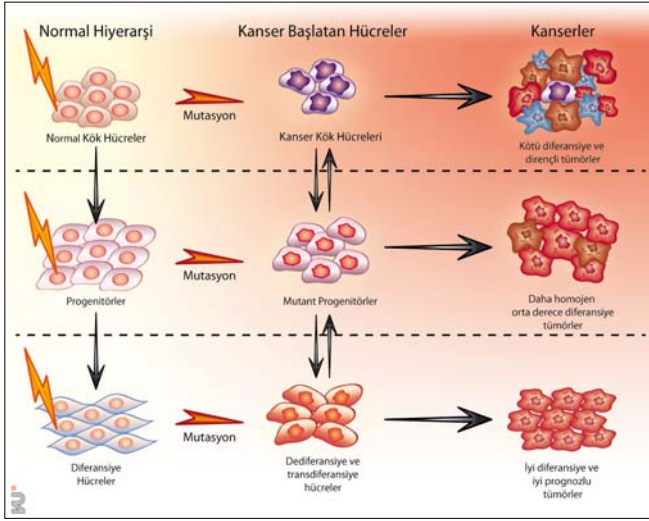 Normal Hiyerarşi
Kanser Başlatan Hücreler
Kanserler
Normal Kök Hücreler
Mutasyon
Kanser Kök Hücreleri
Kötü diferansiye ve
dirençli tümörler
Progenitörler
Mutasyon
Mutant Progenitörler
Daha homojen
orta derece diferansiye
tümörler
Diferansiye
Hücreler
Mutasyon
Dediferansiye ve
transdiferansiye
hücreler
İyi diferansiye ve
iyi prognozlu
tümörler